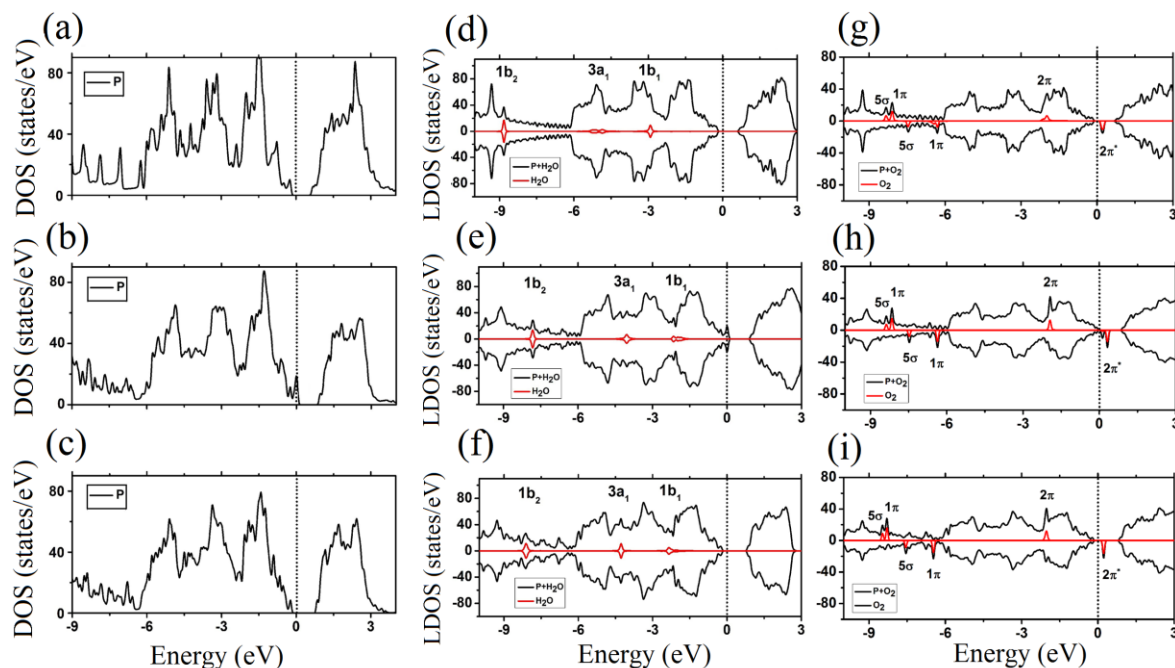 (a)
DOS (states/eV)
80
40
0
P
(b)
DOS (states/eV)
80
40
0
P
(c)
DOS (states/eV)
80
40
0
P
-9 -6 -3 0 3
Energy (eV)
(d)
LDOS (states/eV)
80
40
0
40
80
1b₂ 3a₁ 1b₁
P+H₂O
H₂O
-9 -6 -3 0 3
(e)
LDOS (states/eV)
80
40
0
-40
-80
1b₂ 3a₁ 1b₁
P+H₂O
H₂O
-9 -6 -3 0 3
(f)
LDOS (states/eV)
80
40
0
-40
-80
1b₂ 3a₁ 1b₁
P+H₂O
H₂O
-9 -6 -3 0 3
Energy (eV)
(g)
80
40
0
-40
-80
5σ 1π 2π
5σ 1π 2π*
P+O₂
O₂
-9 -6 -3 0 3
(h)
80
40
0
-40
-80
5σ 1π 2π
5σ 1π 2π*
P+O₂
O₂
-9 -6 -3 0 3
(i)
80
40
0
-40
-80
5σ 1π 2π
5σ 1π 2π*
P+O₂
O₂
-9 -6 -3 0 3
Energy (eV)